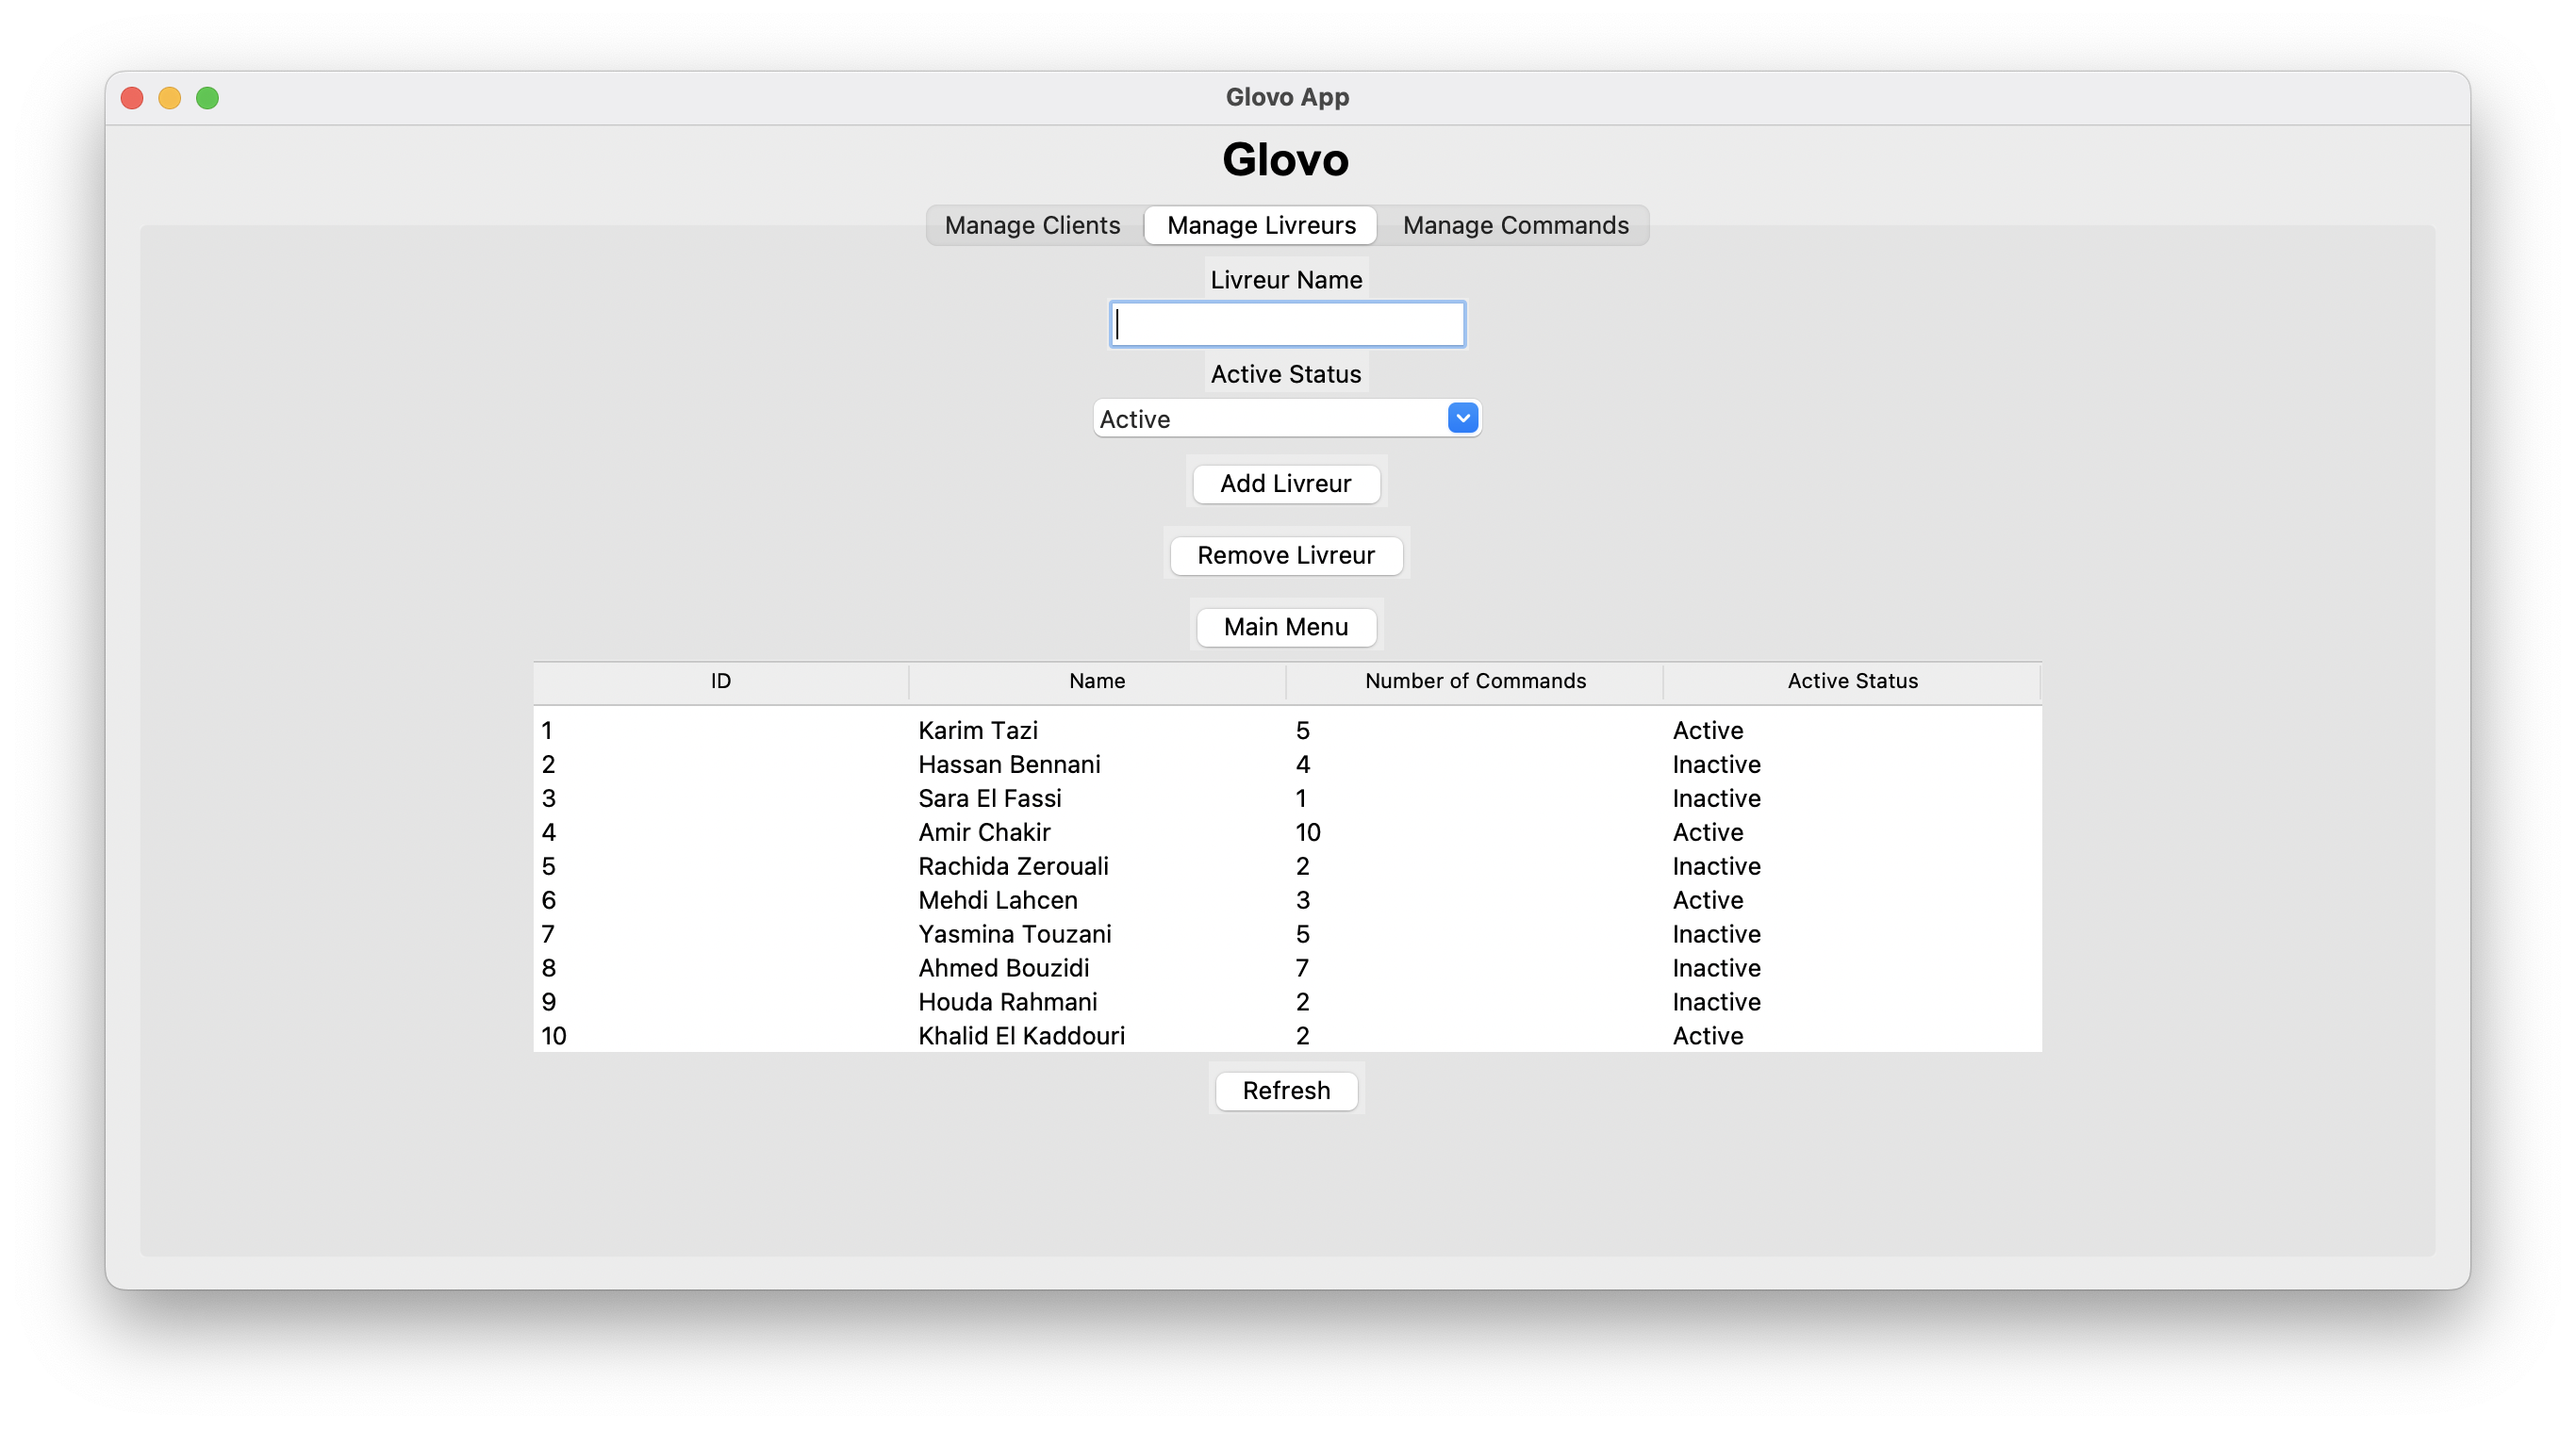 Glovo App
Glovo
Manage Clients Manage Livreurs Manage Commands
Livreur Name
Active Status
Active
Add Livreur
Remove Livreur
Main Menu
ID Name Number of Commands Active Status
1 Karim Tazi 5 Active
2 Hassan Bennani 4 Inactive
3 Sara El Fassi 1 Inactive
4 Amir Chakir 10 Active
5 Rachida Zerouali 2 Inactive
6 Mehdi Lahcen 3 Active
7 Yasmina Touzani 5 Inactive
8 Ahmed Bouzidi 7 Inactive
9 Houda Rahmani 2 Inactive
10 Khalid El Kaddouri 2 Active
Refresh